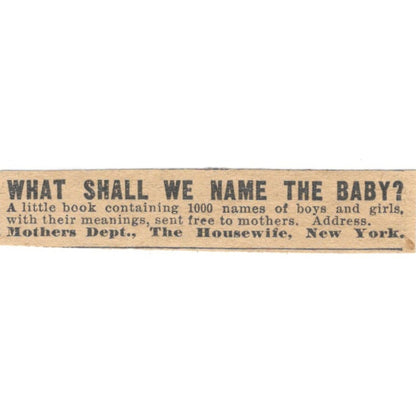 WHAT SHALL WE NAME THE BABY?
A little book containing 1000 names of boys and girls,
with their meanings, sent free to mothers. Address.
Mothers Dept., The Housewife, New York.